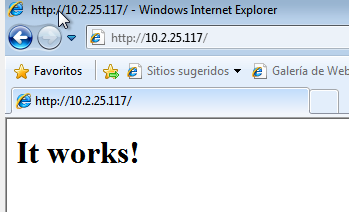 http://10.2.25.117/ - Windows Internet Explorer
http://10.2.25.117/
Favoritos Sitios sugeridos Galería de Web
http://10.2.25.117/
It works!